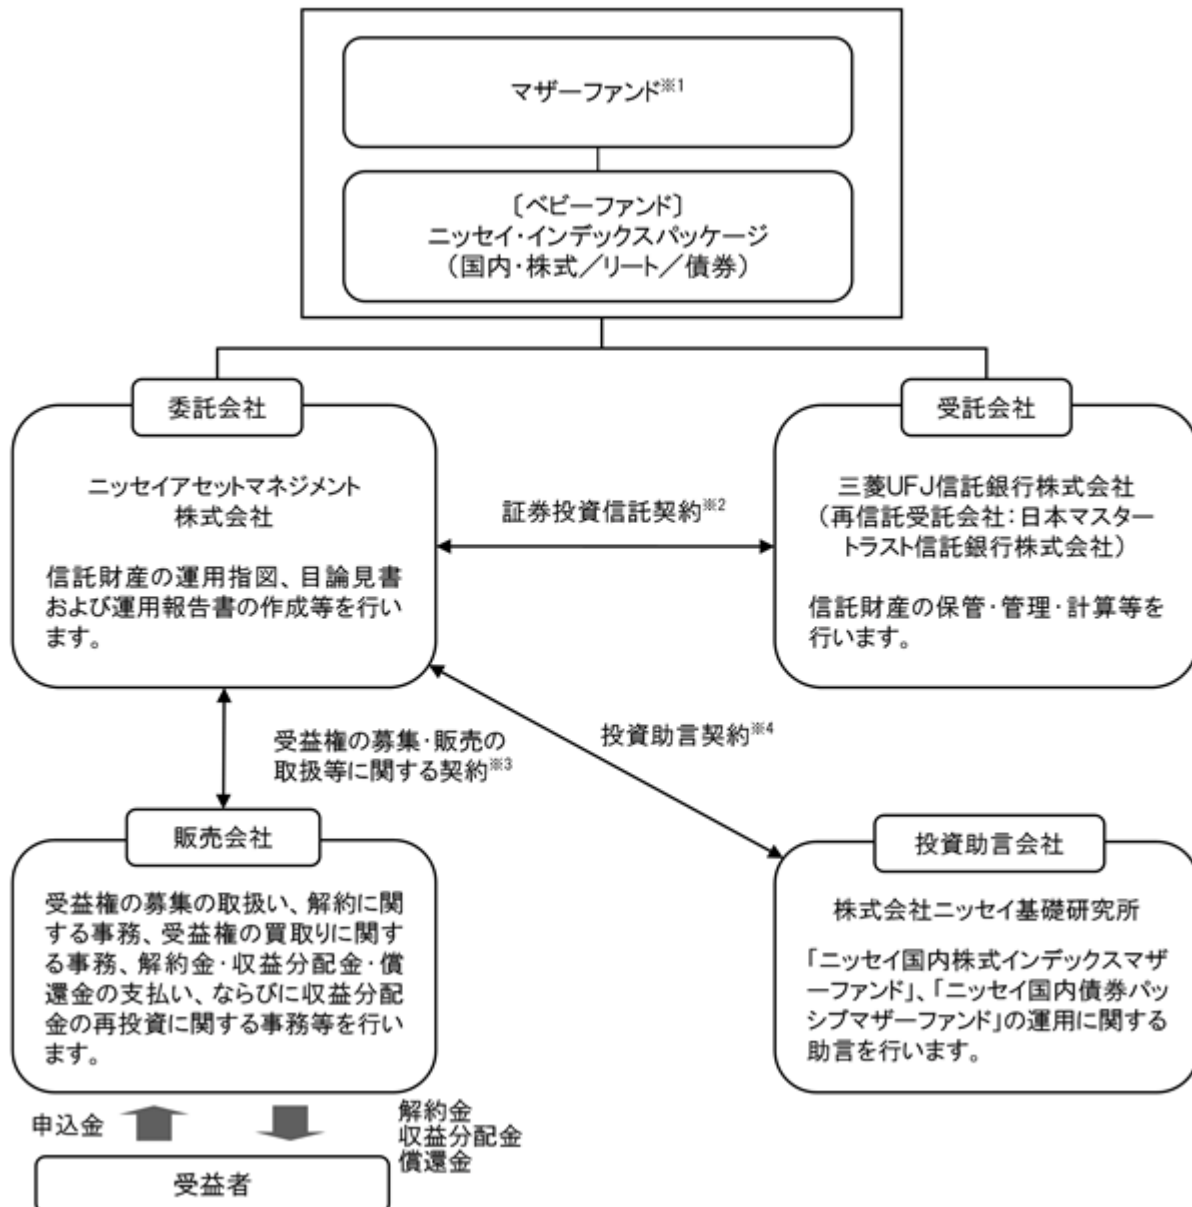 マザーファンド※1
〔ベビーファンド〕
ニッセイ・インデックスパッケージ
（国内・株式／リート／債券）
委託会社
ニッセイアセットマネジメント
株式会社
信託財産の運用指図、目論見書
および運用報告書の作成等を行い
ます。
証券投資信託契約※2
受託会社
三菱UFJ信託銀行株式会社
（再信託受託会社：日本マスター
トラスト信託銀行株式会社）
信託財産の保管・管理・計算等を
行います。
受益権の募集・販売の
取扱等に関する契約※3
投資助言契約※4
販売会社
受益権の募集の取扱い、解約に関
する事務、受益権の買取りに関す
る事務、解約金・収益分配金・償
還金の支払い、ならびに収益分配
金の再投資に関する事務等を行い
ます。
投資助言会社
株式会社ニッセイ基礎研究所
「ニッセイ国内株式インデックスマザ
ーファンド」、「ニッセイ国内債券パッ
シブマザーファンド」の運用に関する
助言を行います。
申込金
解約金
収益分配金
償還金
受益者